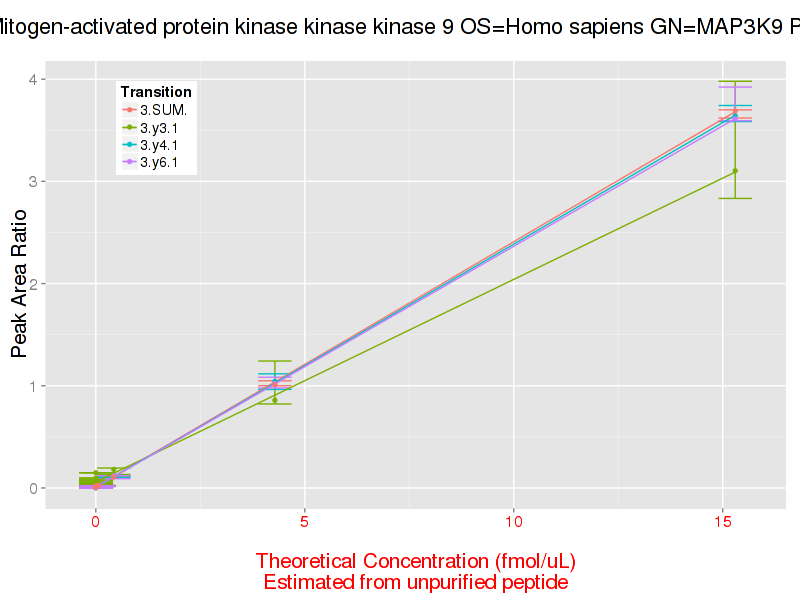 itogen-activated protein kinase kinase kinase 9 OS=Homo sapiens GN=MAP3K9 P
Transition
3.SUM.
3.y3.1
3.y4.1
3.y6.1
Peak Area Ratio
4
3
2
1
0
0 5 10 15
Theoretical Concentration (fmol/uL)
Estimated from unpurified peptide